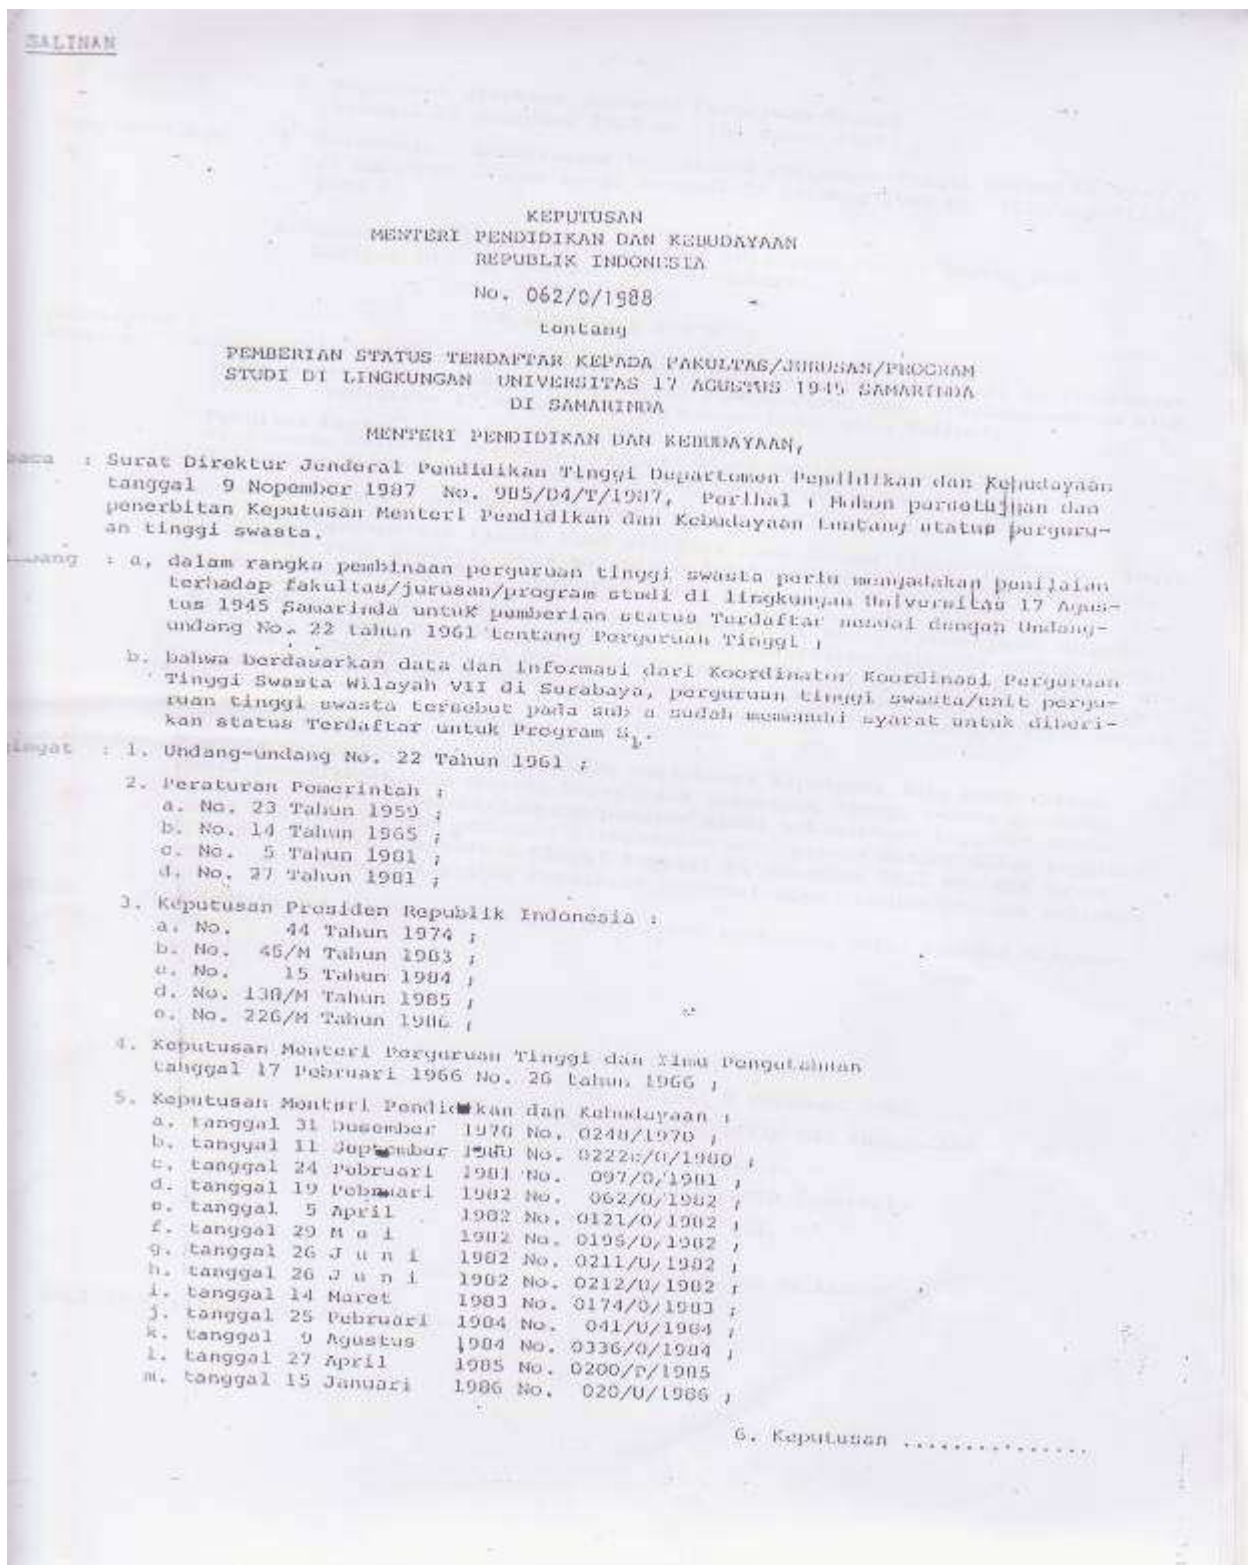 SALINAN
KEPUTUSAN
MENTERI PENDIDIKAN DAN KEBUDAYAAN
REPUBLIK INDONESIA
No. 062/0/1988
tentang
PEMBERIAN STATUS TERDAFTAR KEPADA FAKULTAS/JURUSAN/PROGRAM
STUDI DI LINGKUNGAN UNIVERSITAS 17 AGUSTUS 1945 SAMARINDA
DI SAMARINDA
MENTERI PENDIDIKAN DAN KEBUDAYAAN,
baca : Surat Direktur Jenderal Pendidikan Tinggi Departemen Pendidikan dan Kebudayaan
tanggal 9 Nopember 1987 No. 985/D4/T/1987, Perihal : Mohon persetujuan dan
penerbitan Keputusan Menteri Pendidikan dan Kebudayaan tentang status perguru-
an tinggi swasta.
bang : a. dalam rangka pembinaan perguruan tinggi swasta perlu mengadakan penilaian
terhadap fakultas/jurusan/program studi di lingkungan Universitas 17 Agus-
tus 1945 Samarinda untuk pemberian status Terdaftar sesuai dengan Undang-
undang No. 22 tahun 1961 tentang Perguruan Tinggi ;
b. bahwa berdasarkan data dan informasi dari Koordinator Koordinasi Perguruan
Tinggi Swasta Wilayah VII di Surabaya, perguruan tinggi swasta/unit pergu-
ruan tinggi swasta tersebut pada sub a sudah memenuhi syarat untuk diberi-
kan status Terdaftar untuk Program S1.
ingat : 1. Undang-undang No. 22 Tahun 1961 ;
2. Peraturan Pemerintah :
a. No. 23 Tahun 1959 ;
b. No. 14 Tahun 1965 ;
c. No. 5 Tahun 1981 ;
d. No. 27 Tahun 1981 ;
3. Keputusan Presiden Republik Indonesia :
a. No. 44 Tahun 1974 ;
b. No. 45/M Tahun 1983 ;
c. No. 15 Tahun 1984 ;
d. No. 138/M Tahun 1985 ;
e. No. 226/M Tahun 1986 ;
4. Keputusan Menteri Perguruan Tinggi dan Ilmu Pengetahuan
tanggal 17 Pebruari 1966 No. 26 tahun 1966 ;
5. Keputusan Menteri Pendidikan dan Kebudayaan :
a. tanggal 31 Desember 1970 No. 0248/1970 ;
b. tanggal 11 September 1980 No. 0222c/0/1980 ;
c. tanggal 24 Pebruari 1981 No. 097/0/1981 ;
d. tanggal 19 Pebruari 1982 No. 062/0/1982 ;
e. tanggal 5 April 1982 No. 0121/0/1982 ;
f. tanggal 29 M e i 1982 No. 0195/0/1982 ;
g. tanggal 26 J u n i 1982 No. 0211/U/1982 ;
h. tanggal 26 J u n i 1982 No. 0212/U/1982 ;
i. tanggal 14 Maret 1983 No. 0174/0/1983 ;
j. tanggal 25 Pebruari 1984 No. 041/U/1984 ;
k. tanggal 9 Agustus 1984 No. 0336/0/1984 ;
l. tanggal 27 April 1985 No. 0200/P/1985
m. tanggal 15 Januari 1986 No. 020/U/1986 ;
6. Keputusan ...............